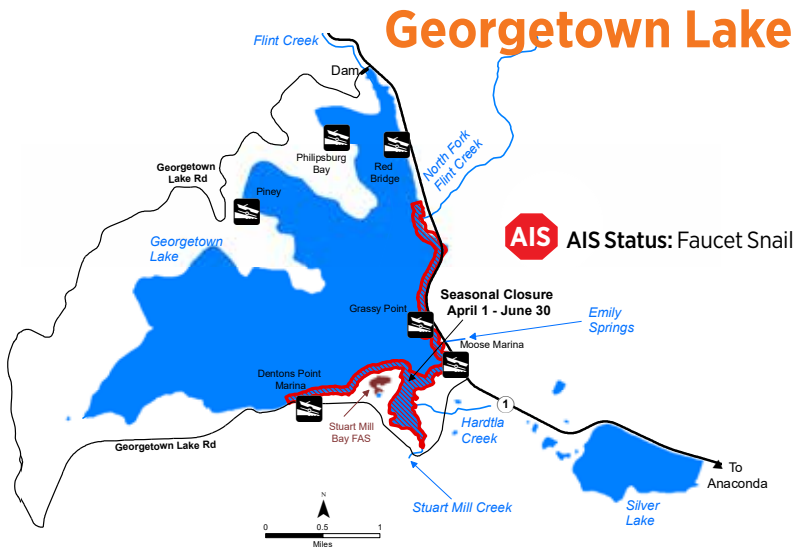 Georgetown Lake
Flint Creek
Dam
North Fork
Flint Creek
Philipsburg
Bay
Red
Bridge
Georgetown
Lake Rd
Piney
Georgetown
Lake
AIS
AIS Status: Faucet Snail
Seasonal Closure
April 1 - June 30
Grassy Point
Emily
Springs
Moose Marina
Dentons Point
Marina
Stuart Mill
Bay FAS
1
Hardtla
Creek
Georgetown Lake Rd
To
Anaconda
Stuart Mill Creek
Silver
Lake
N
0 0.5 1
Miles